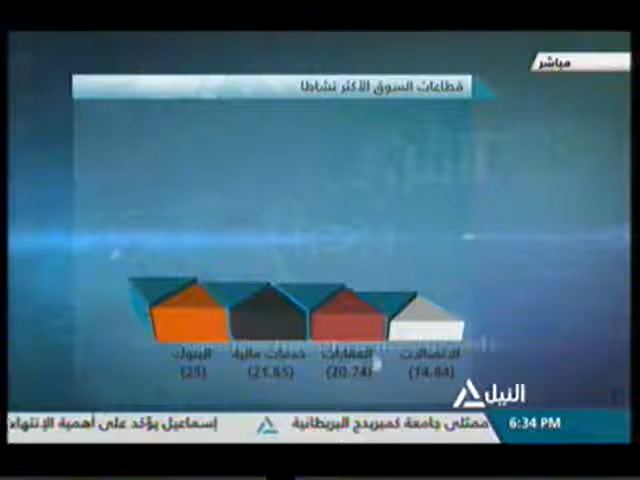 مباشر
قطاعات السوق الأكثر نشاطا
البنوك خدمات مالية العقارات الاتصالات
(25) (21.65) (20.74) (14.84)
النيل
ممثلى جامعة كمبريدج البريطانية إسماعيل يؤكد على أهمية الإنتهاء
6:34 PM